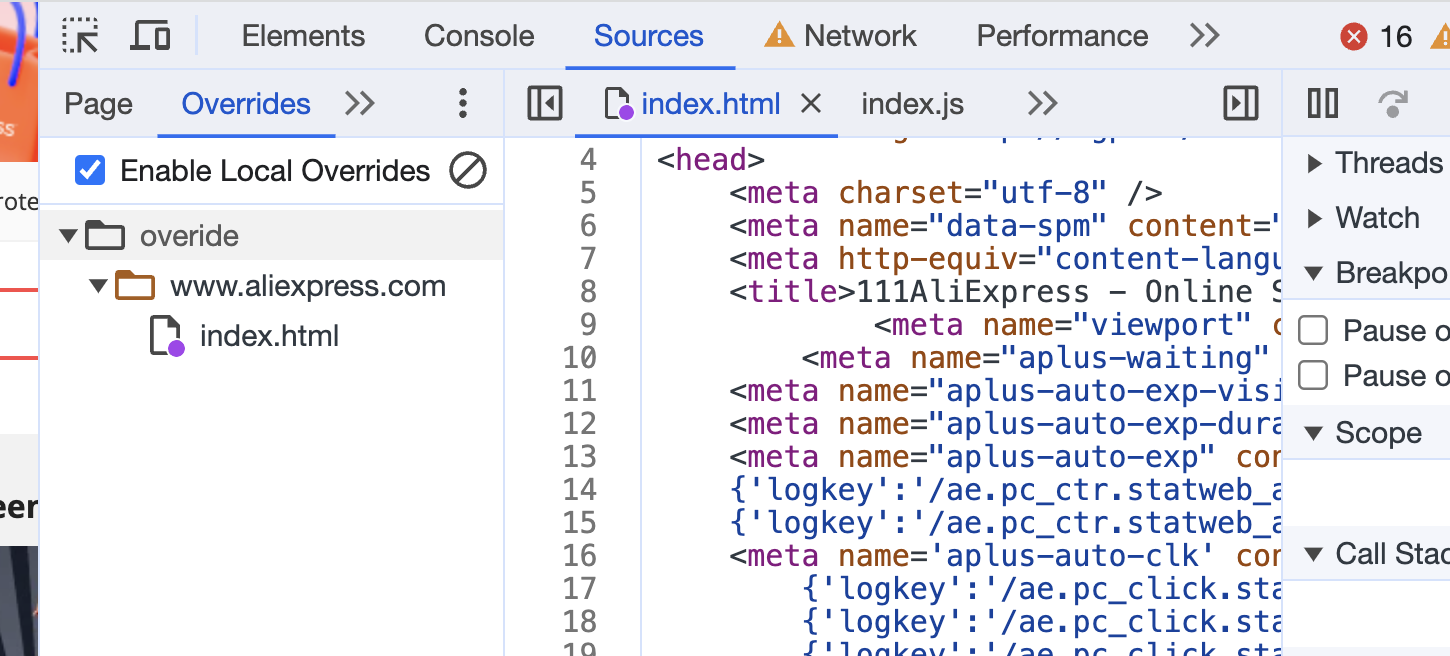 Elements Console Sources Network Performance 16
Page Overrides index.html index.js
Enable Local Overrides
overide
www.aliexpress.com
index.html
4 <head>
5 <meta charset="utf-8" />
6 <meta name="data-spm" content="
7 <meta http-equiv="content-langu
8 <title>111AliExpress - Online S
9 <meta name="viewport" c
10 <meta name="aplus-waiting"
11 <meta name="aplus-auto-exp-visi
12 <meta name="aplus-auto-exp-dura
13 <meta name="aplus-auto-exp" con
14 {'logkey':'/ae.pc_ctr.statweb_a
15 {'logkey':'/ae.pc_ctr.statweb_a
16 <meta name='aplus-auto-clk' con
17 {'logkey':'/ae.pc_click.sta
18 {'logkey':'/ae.pc_click.sta
19 {'logkey':'/ae.pc_click.sta
Threads
Watch
Breakpo
Pause o
Pause o
Scope
Call Stac
rote
een